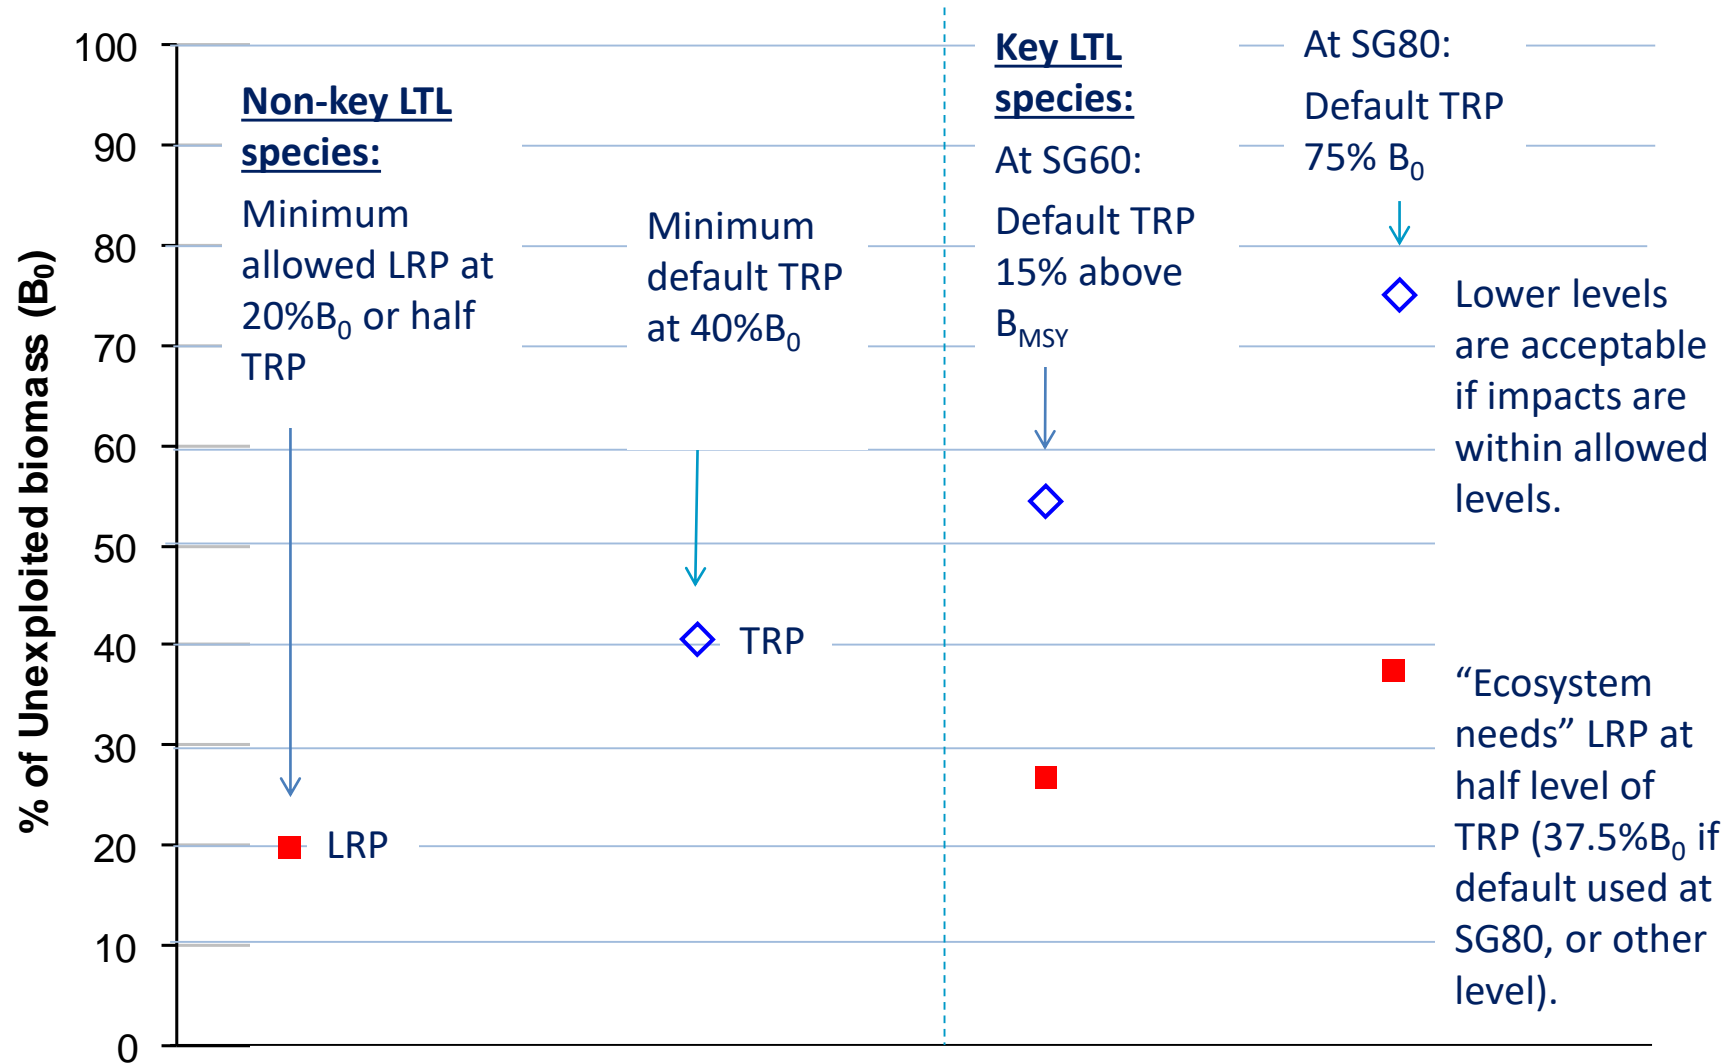 % of Unexploited biomass (B0)
100
90
80
70
60
50
40
30
20
10
0
Non-key LTL
species:
Minimum
allowed LRP at
20%B0 or half
TRP
LRP
Minimum
default TRP
at 40%B0
TRP
Key LTL
species:
At SG60:
Default TRP
15% above
BMSY
At SG80:
Default TRP
75% B0
Lower levels
are acceptable
if impacts are
within allowed
levels.
“Ecosystem
needs” LRP at
half level of
TRP (37.5%B0 if
default used at
SG80, or other
level).